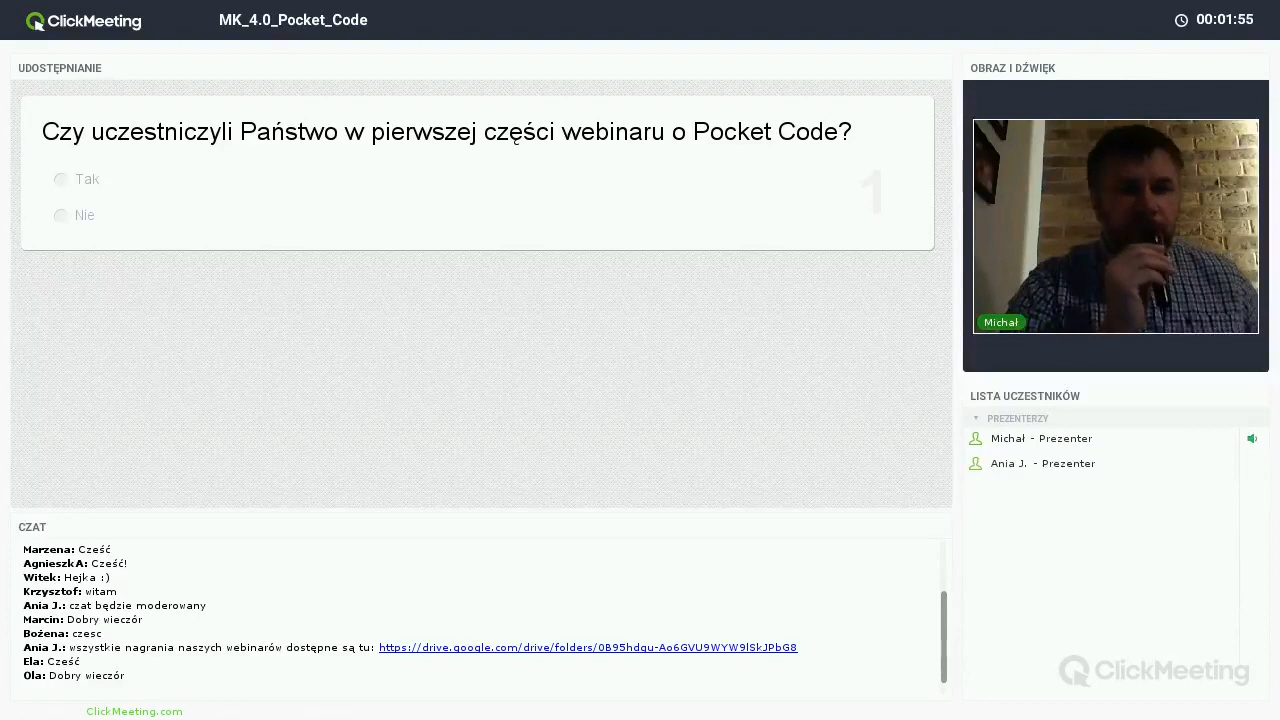 ClickMeeting
MK_4.0_Pocket_Code
00:01:55
UDOSTĘPNIANIE
Czy uczestniczyli Państwo w pierwszej części webinaru o Pocket Code?
Tak
Nie
1
OBRAZ I DŹWIĘK
Michał
LISTA UCZESTNIKÓW
PREZENTERZY
Michał - Prezenter
Ania J. - Prezenter
CZAT
Marzena: Cześć
AgnieszkA: Cześć!
Witek: Hejka :)
Krzysztof: witam
Ania J.: czat będzie moderowany
Marcin: Dobry wieczór
Bożena: czesc
Ania J.: wszystkie nagrania naszych webinarów dostępne są tu: https://drive.google.com/drive/folders/0B95hdgu-Ao6GVU9WYW9lSkJPbG8
Ela: Cześć
Ola: Dobry wieczór
ClickMeeting
ClickMeeting.com